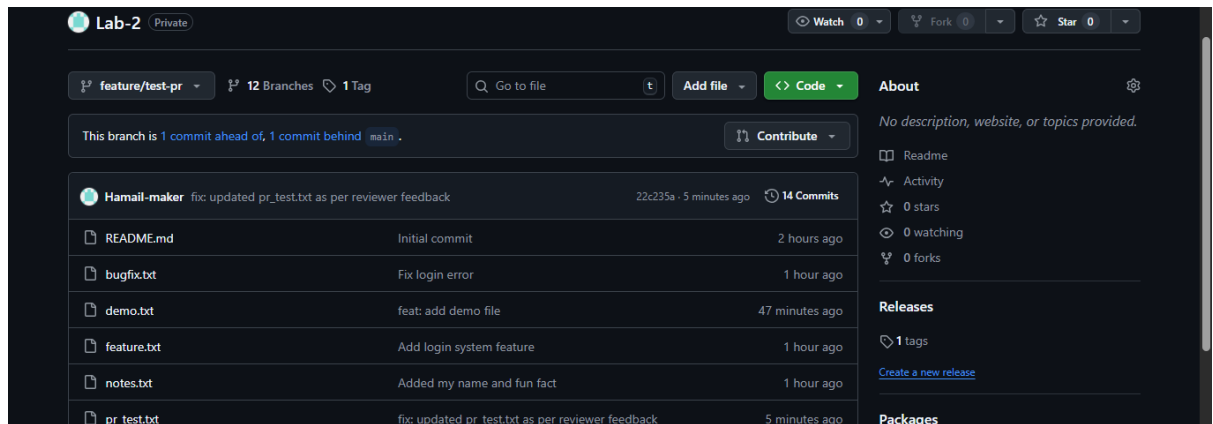 Lab-2 Private Watch 0 Fork 0 Star 0
feature/test-pr 12 Branches 1 Tag Go to file t Add file <> Code
This branch is 1 commit ahead of, 1 commit behind main .
Contribute
Hamail-maker fix: updated pr_test.txt as per reviewer feedback 22c235a · 5 minutes ago 14 Commits
README.md Initial commit 2 hours ago
bugfix.txt Fix login error 1 hour ago
demo.txt feat: add demo file 47 minutes ago
feature.txt Add login system feature 1 hour ago
notes.txt Added my name and fun fact 1 hour ago
pr_test.txt fix: updated pr_test.txt as per reviewer feedback 5 minutes ago
About
No description, website, or topics provided.
Readme
Activity
0 stars
0 watching
0 forks
Releases
1 tags
Create a new release
Packages